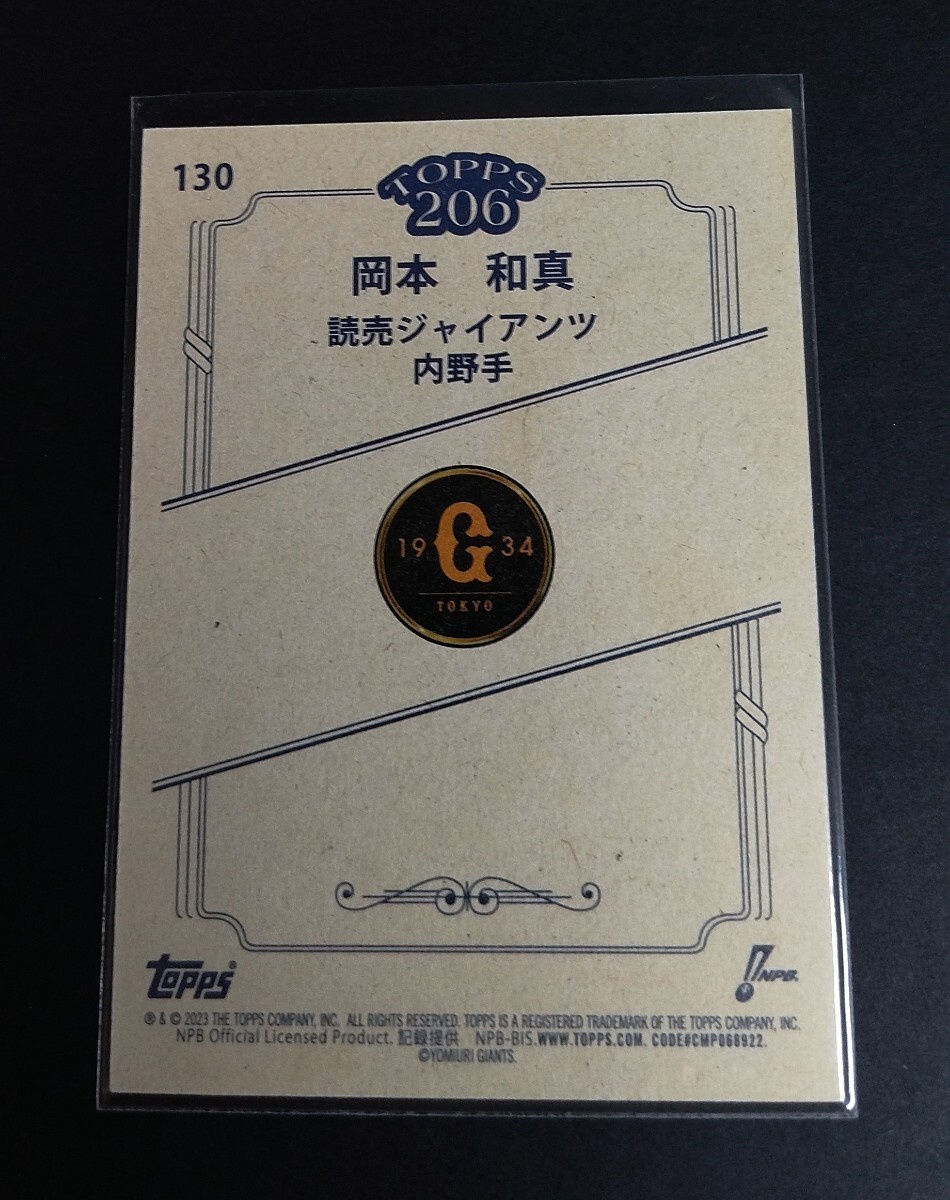 130
TOPPS
206
岡本 和真
読売ジャイアンツ
内野手
19 G 34
TOKYO
topps®
NPB.
® & © 2023 THE TOPPS COMPANY, INC. ALL RIGHTS RESERVED. TOPPS IS A REGISTERED TRADEMARK OF THE TOPPS COMPANY, INC.
NPB Official Licensed Product. 記録提供 NPB-BIS.WWW.TOPPS.COM. CODE#CMP068922.
©YOMIURI GIANTS.